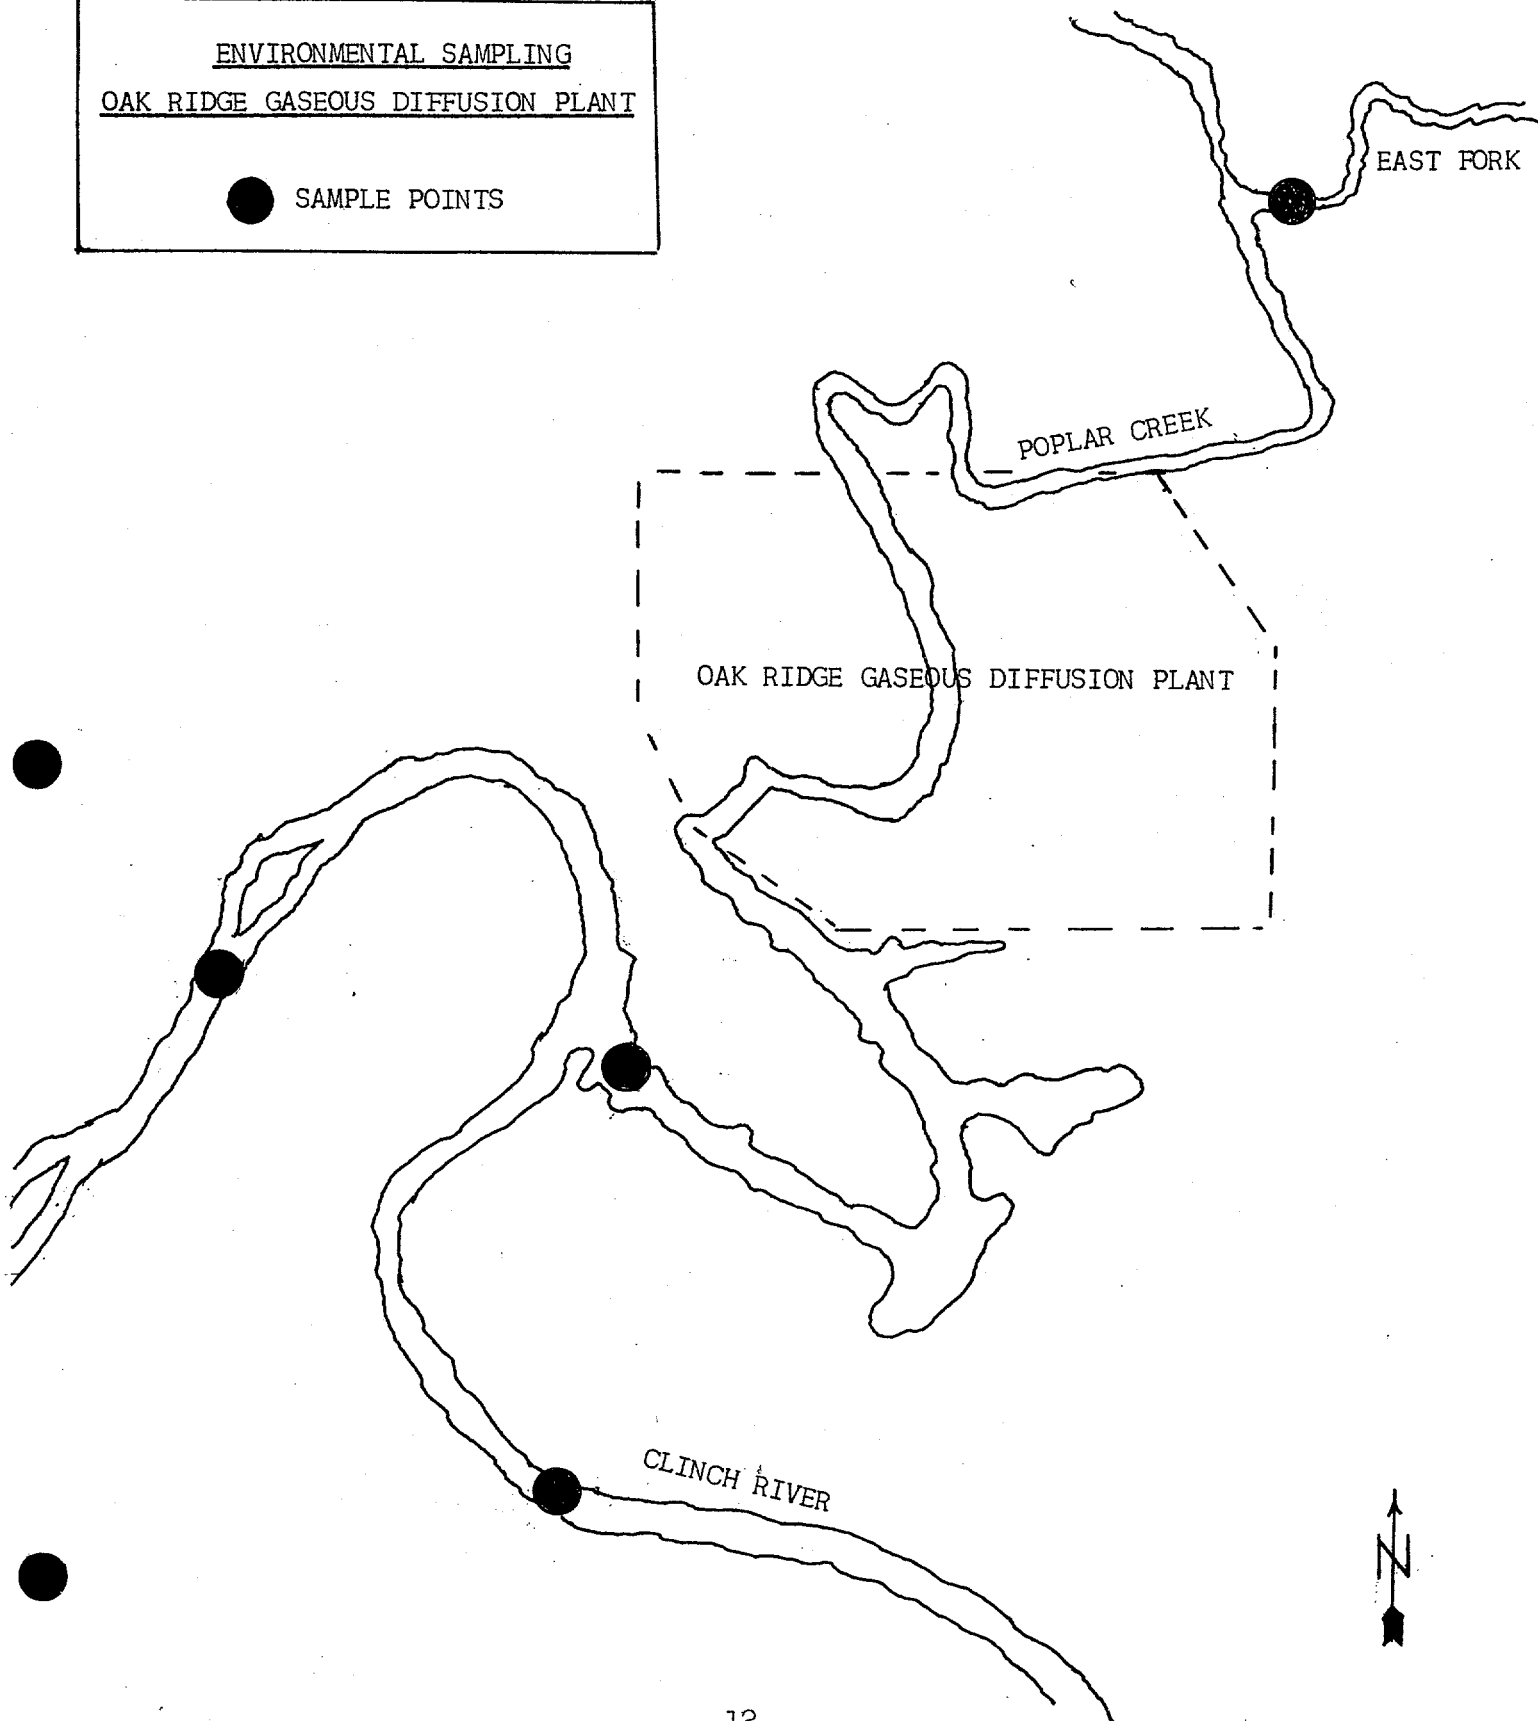 ENVIRONMENTAL SAMPLING
OAK RIDGE GASEOUS DIFFUSION PLANT
SAMPLE POINTS
EAST FORK
POPLAR CREEK
OAK RIDGE GASEOUS DIFFUSION PLANT
CLINCH RIVER
N